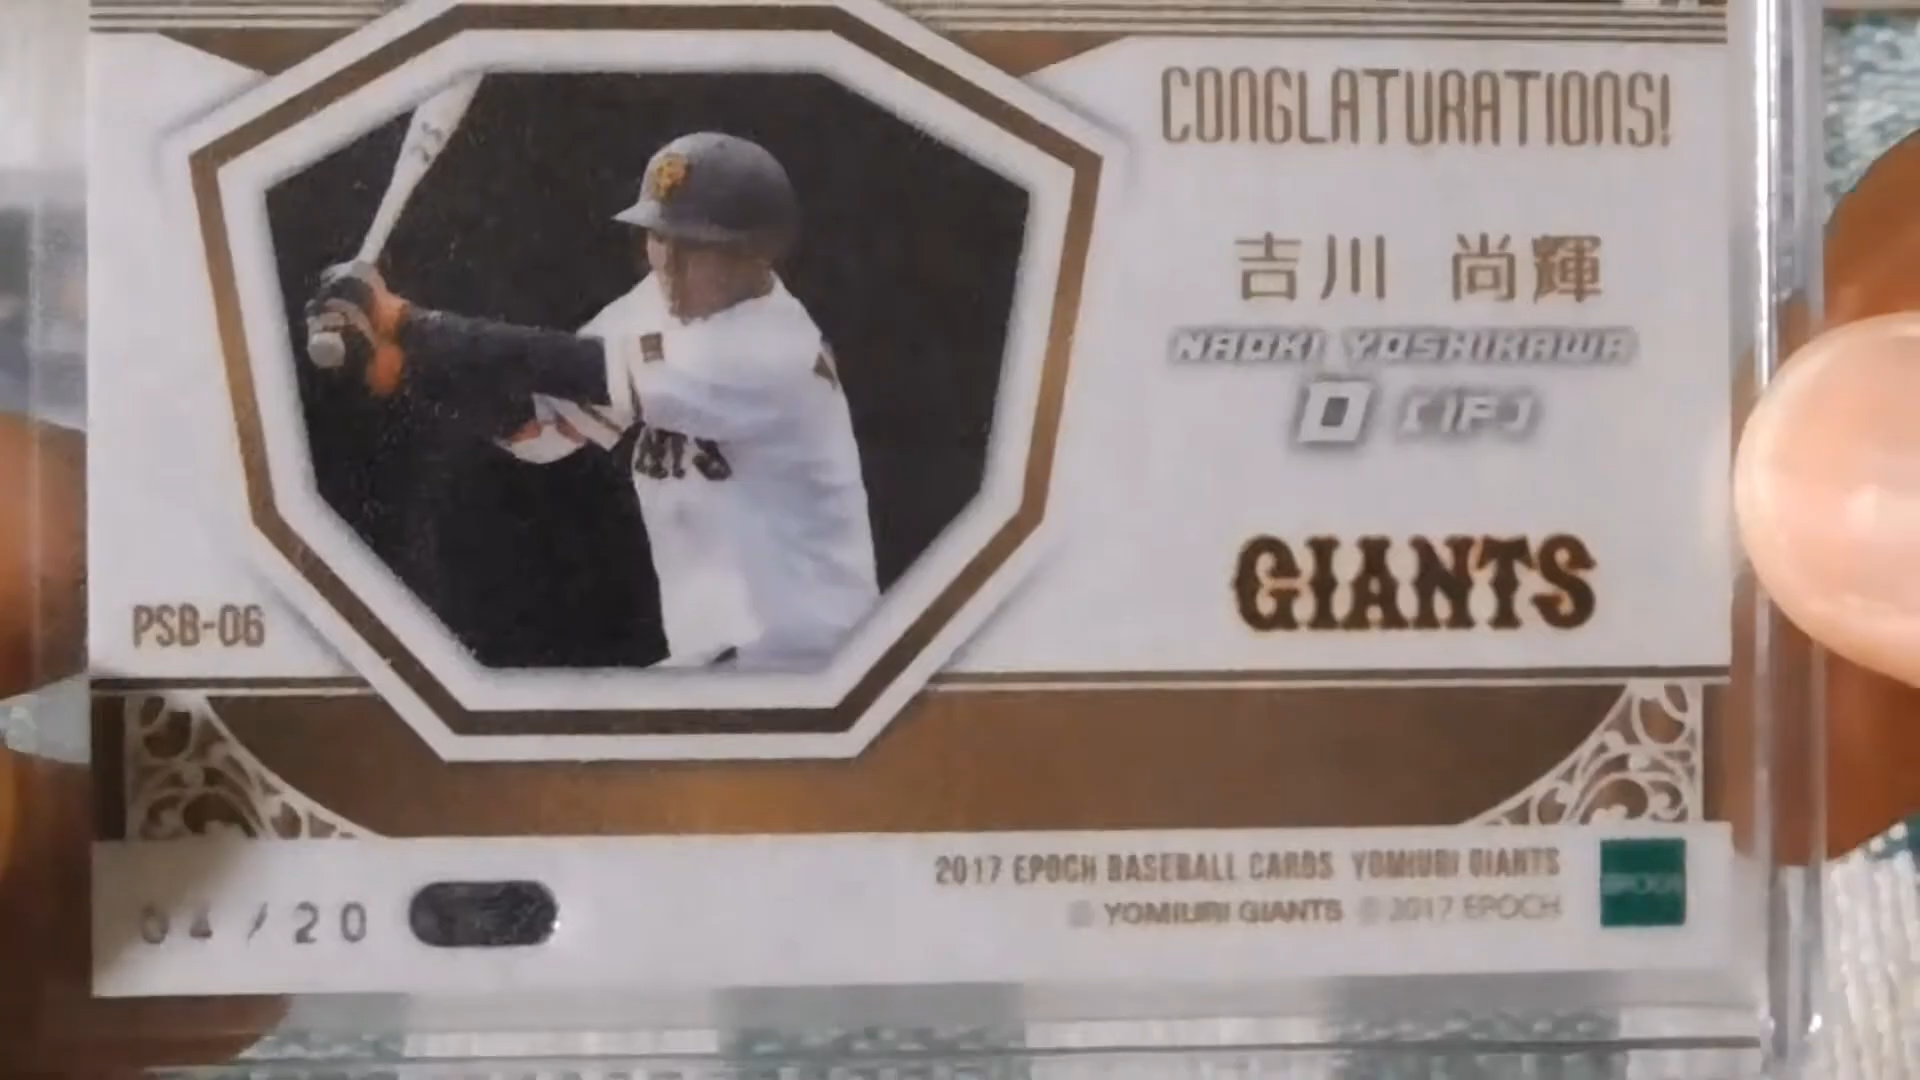 CONGLATURATIONS!
吉川 尚輝
NAOKI YOSHIKAWA
0 [IF]
NTS
GIANTS
PSB-06
2017 EPOCH BASEBALL CARDS YOMIURI GIANTS
© YOMIURI GIANTS © 2017 EPOCH
EPOCH
04/20